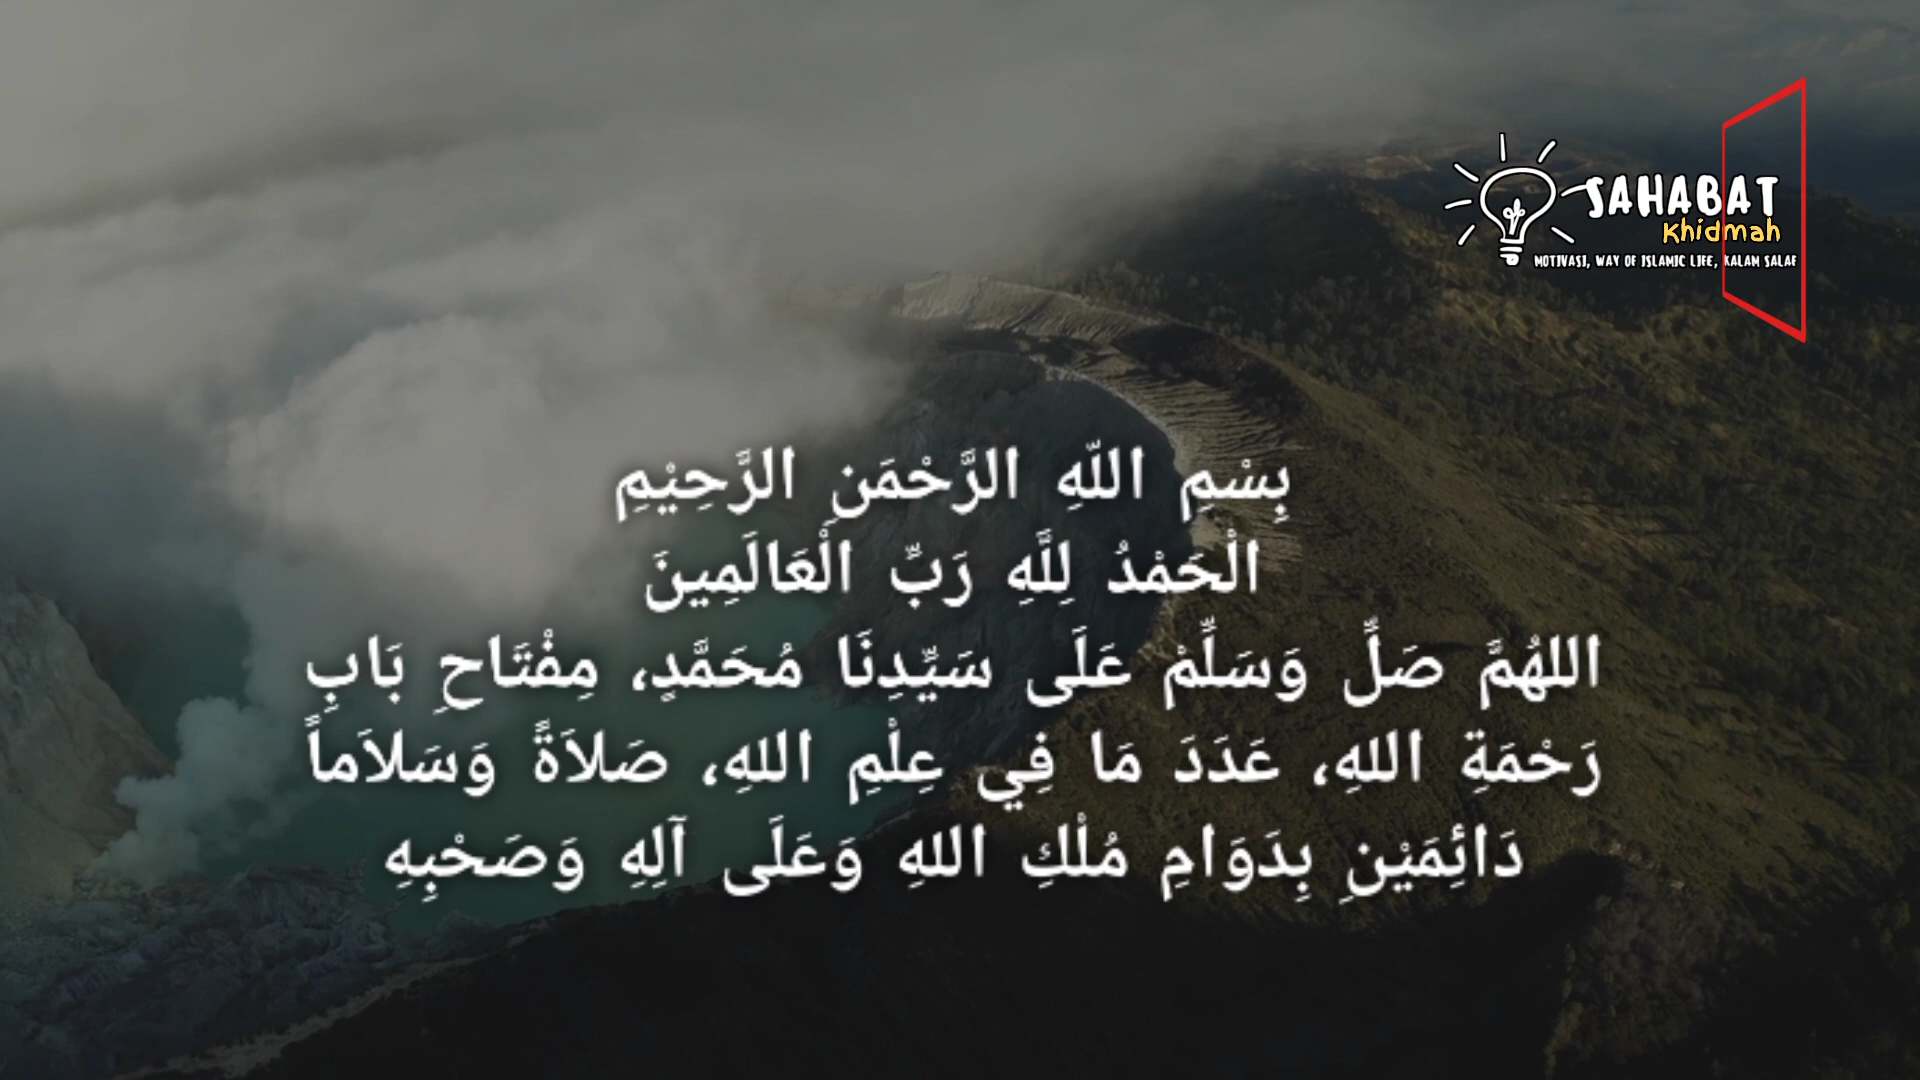 SAHABAT
Khidmah
MOTIVASI, WAY OF ISLAMIC LIFE, KALAM SALAF
بِسْمِ اللَّهِ الرَّحْمَنِ الرَّحِيْمِ
الْحَمْدُ لِلَّهِ رَبِّ الْعَالَمِينَ
اللهُمَّ صَلِّ وَسَلِّمْ عَلَى سَيِّدِنَا مُحَمَّدٍ، مِفْتَاحِ بَابِ
رَحْمَةِ اللهِ، عَدَدَ مَا فِي عِلْمِ اللهِ، صَلاَةً وَسَلاَماً
دَائِمَيْنِ بِدَوَامِ مُلْكِ اللهِ وَعَلَى آلِهِ وَصَحْبِهِ